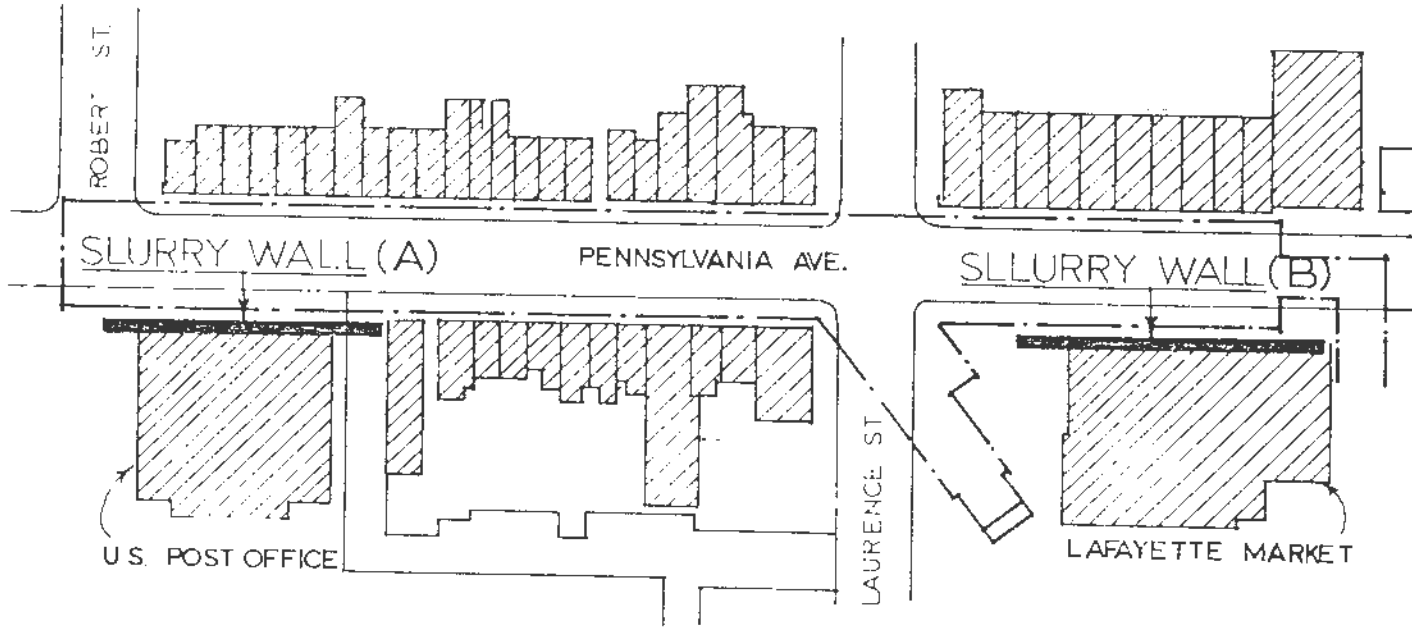 ROBERT ST.
SLURRY WALL (A)
PENNSYLVANIA AVE.
SLLURRY WALL (B)
LAURENCE ST
U.S. POST OFFICE
LAFAYETTE MARKET